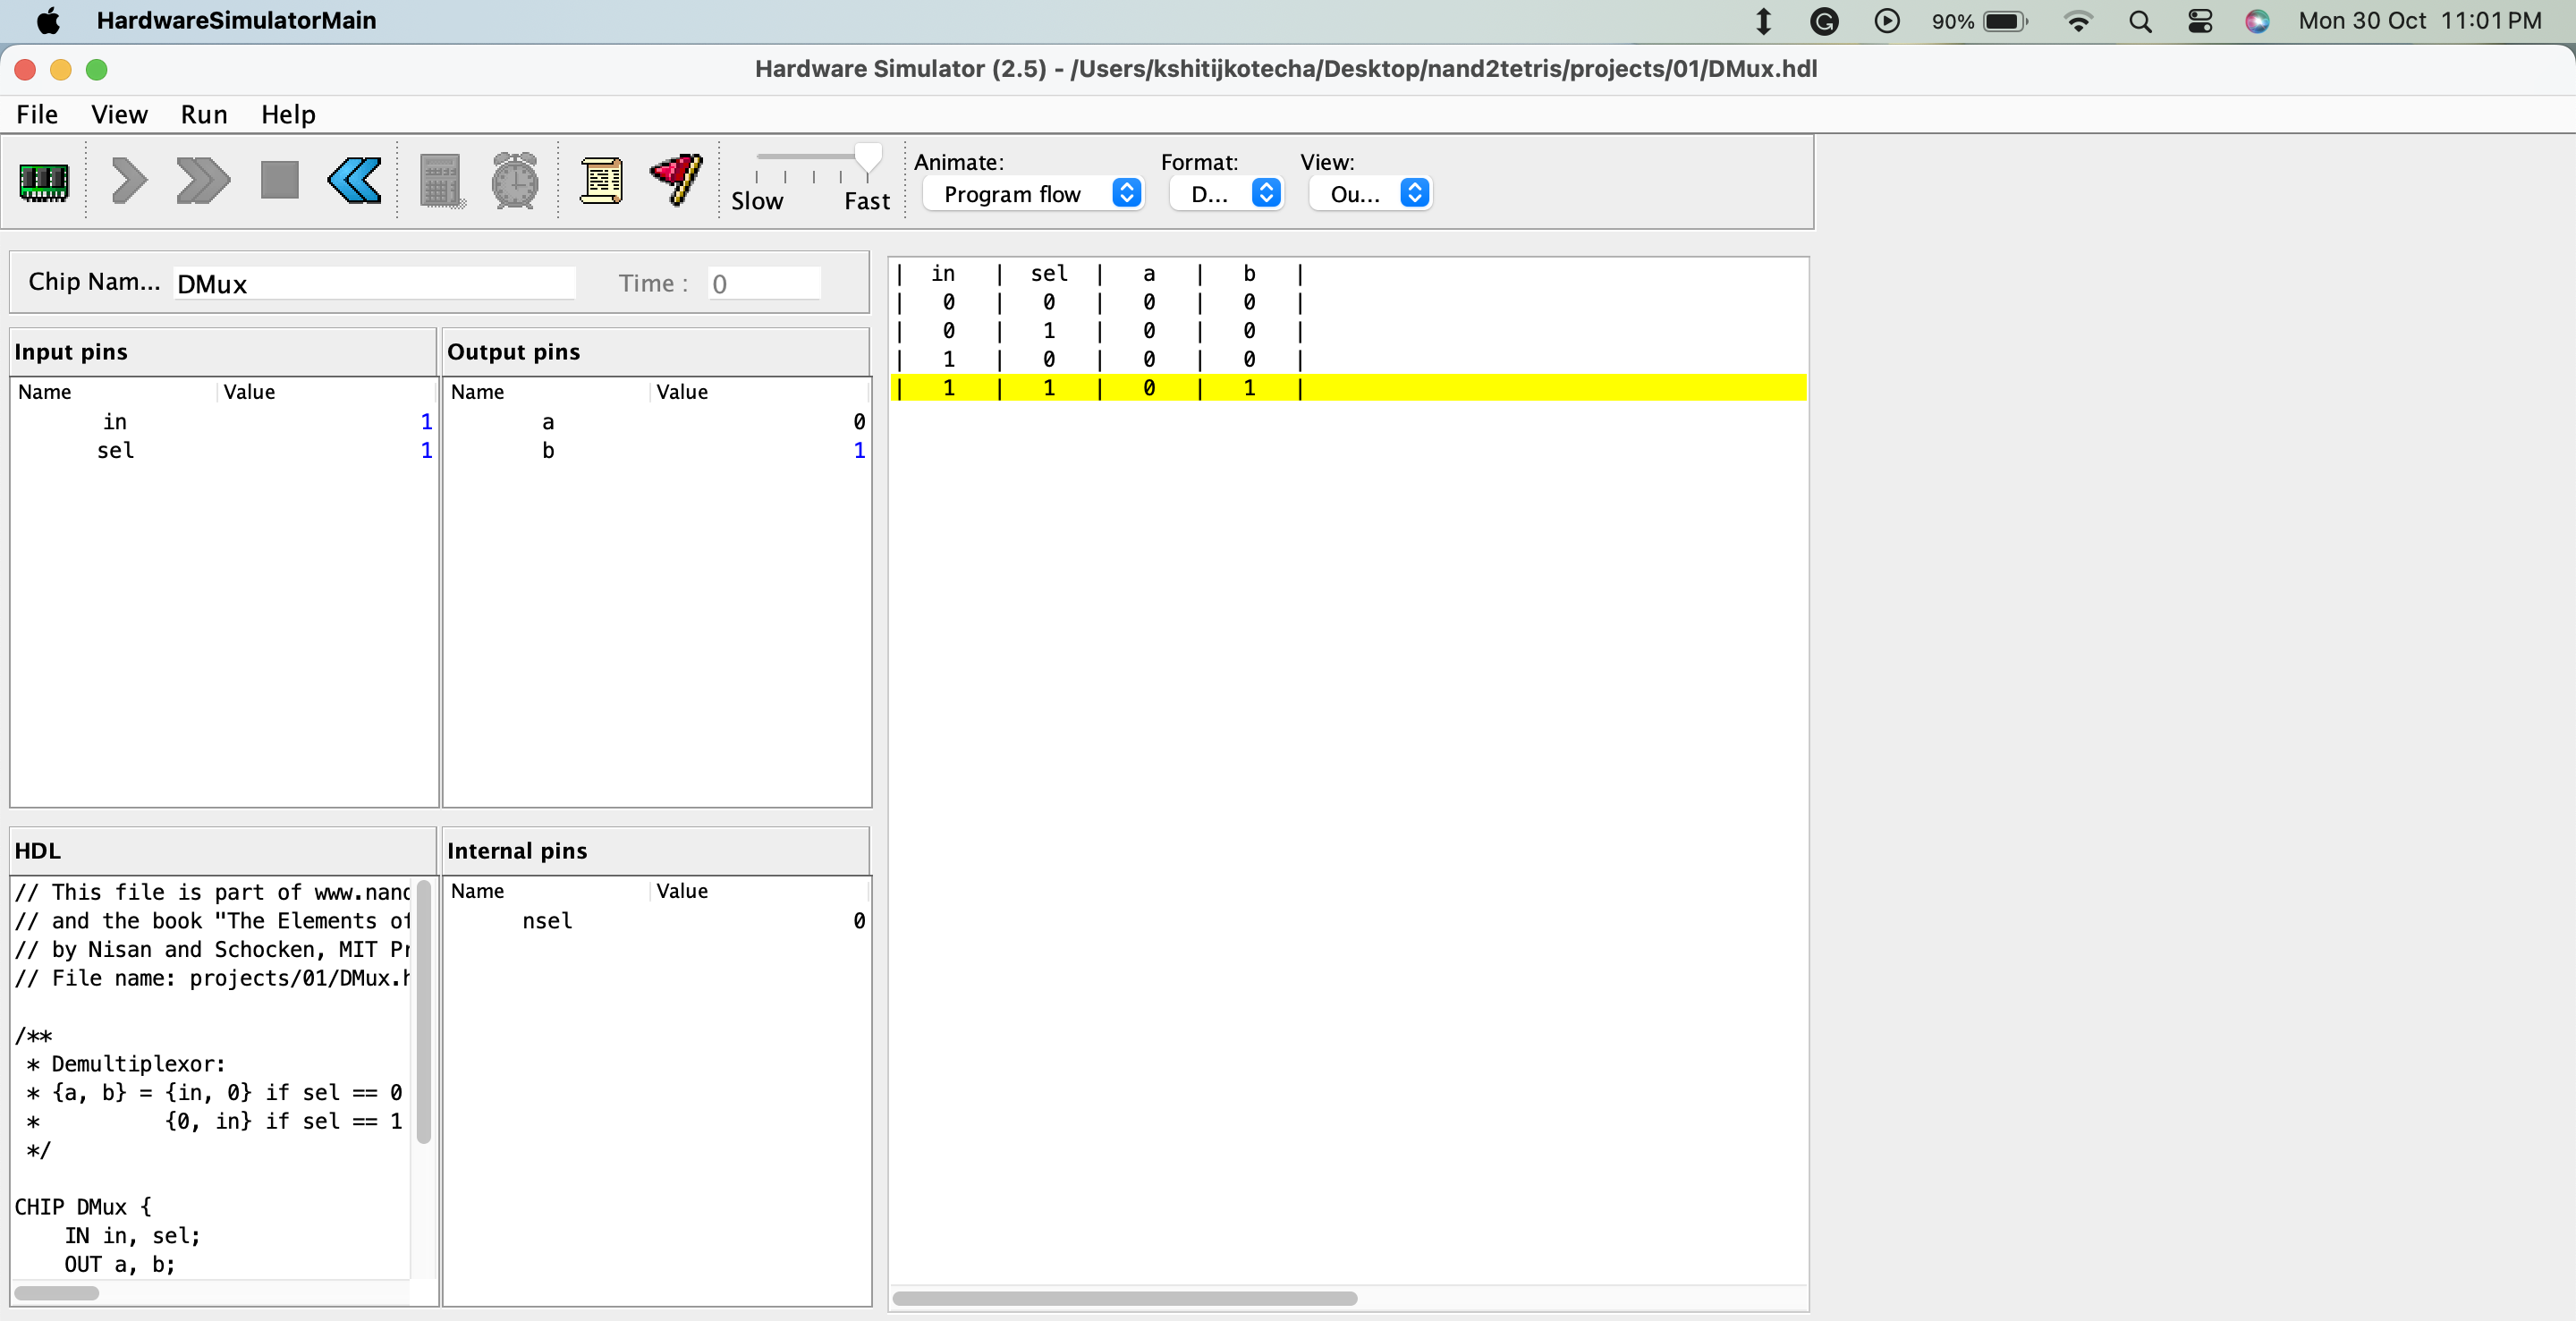 HardwareSimulatorMain 90% Mon 30 Oct 11:01 PM
Hardware Simulator (2.5) - /Users/kshitijkotecha/Desktop/nand2tetris/projects/01/DMux.hdl
File View Run Help
Animate: Format: View:
Slow Fast Program flow D... Ou...
Chip Nam... DMux Time : 0
Input pins
Name Value
in 1
sel 1
Output pins
Name Value
a 0
b 1
HDL
// This file is part of www.nand
// and the book "The Elements of
// by Nisan and Schocken, MIT Pr
// File name: projects/01/DMux.h
/**
* Demultiplexor:
* {a, b} = {in, 0} if sel == 0
* {0, in} if sel == 1
*/
CHIP DMux {
IN in, sel;
OUT a, b;
Internal pins
Name Value
nsel 0
| in | sel | a | b |
| 0 | 0 | 0 | 0 |
| 0 | 1 | 0 | 0 |
| 1 | 0 | 0 | 0 |
| 1 | 1 | 0 | 1 |